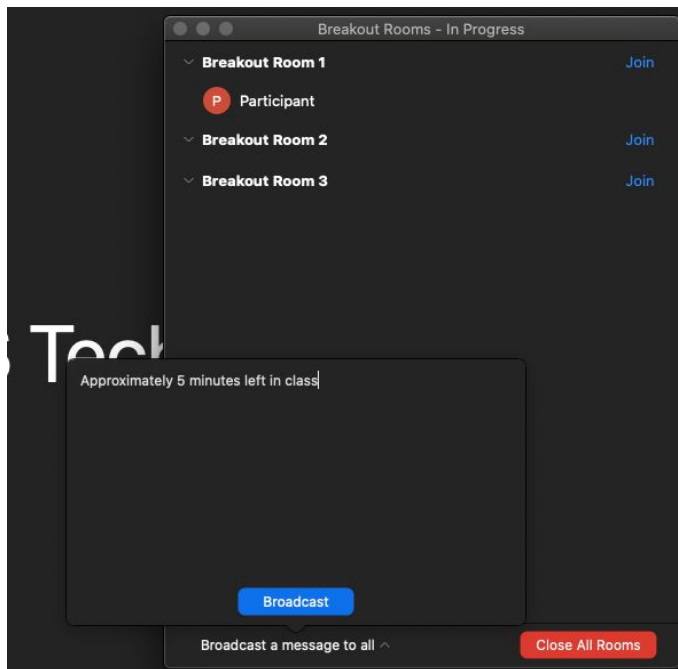 Breakout Rooms - In Progress
Breakout Room 1 Join
P Participant
Breakout Room 2 Join
Breakout Room 3 Join
Approximately 5 minutes left in class
Broadcast
Broadcast a message to all
Close All Rooms